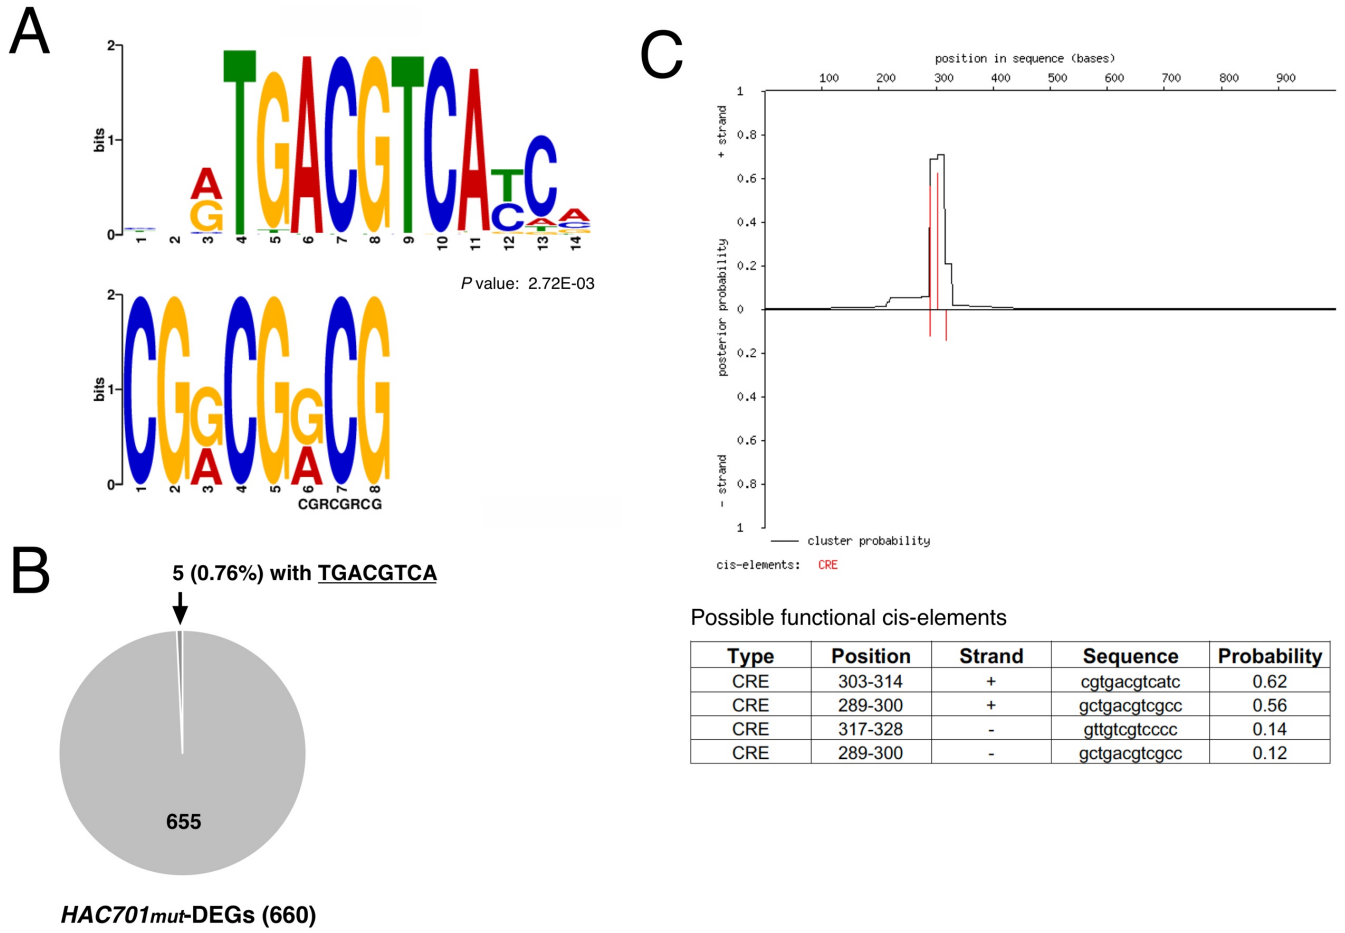 A
2
1
0
bits
TGACGTCA
1 2 3 4 5 6 7 8 9 10 11 12 13 14
P value: 2.72E-03
2
1
0
bits
CGGCGGCG
A A
1 2 3 4 5 6 7 8
CGRCGRCG
B
5 (0.76%) with TGACGTCA
655
HAC701mut-DEGs (660)
C
position in sequence (bases)
100 200 300 400 500 600 700 800 900
1
0.8
0.6
0.4
0.2
0
0.2
0.4
0.6
0.8
1
+ strand
posterior probability
- strand
cluster probability
cis-elements: CRE
Possible functional cis-elements
Type Position Strand Sequence Probability
CRE 303-314 + cgtgacgtcatc 0.62
CRE 289-300 + gctgacgtcgcc 0.56
CRE 317-328 - gttgtcgtcccc 0.14
CRE 289-300 - gctgacgtcgcc 0.12